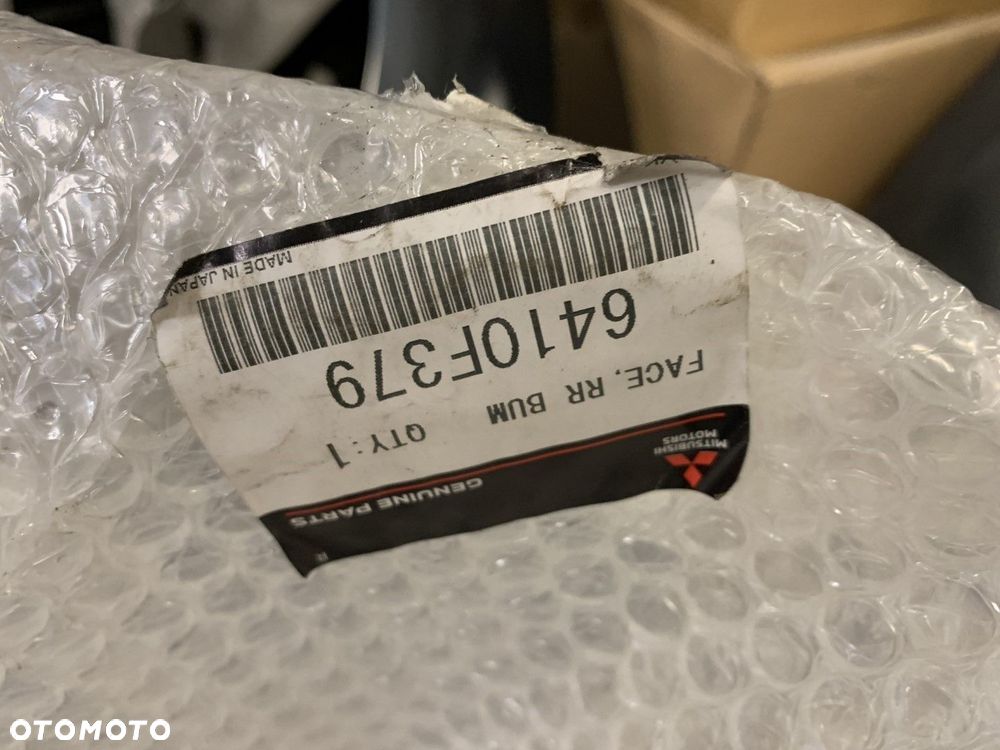 GENUINE PARTS
MITSUBISHI
MOTORS
FACE, RR BUM QTY:1
6410F379
MADE IN JAPAN
OTOMOTO